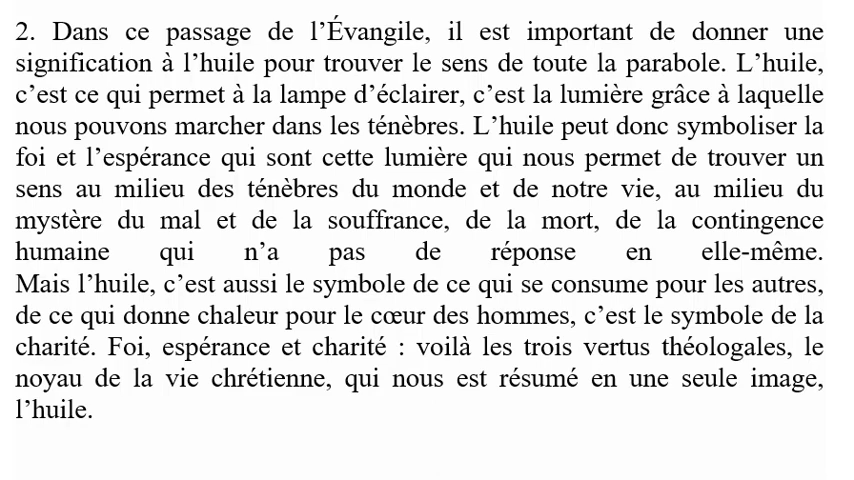 2. Dans ce passage de l’Évangile, il est important de donner une
signification à l’huile pour trouver le sens de toute la parabole. L’huile,
c’est ce qui permet à la lampe d’éclairer, c’est la lumière grâce à laquelle
nous pouvons marcher dans les ténèbres. L’huile peut donc symboliser la
foi et l’espérance qui sont cette lumière qui nous permet de trouver un
sens au milieu des ténèbres du monde et de notre vie, au milieu du
mystère du mal et de la souffrance, de la mort, de la contingence
humaine qui n’a pas de réponse en elle-même.
Mais l’huile, c’est aussi le symbole de ce qui se consume pour les autres,
de ce qui donne chaleur pour le cœur des hommes, c’est le symbole de la
charité. Foi, espérance et charité : voilà les trois vertus théologales, le
noyau de la vie chrétienne, qui nous est résumé en une seule image,
l’huile.